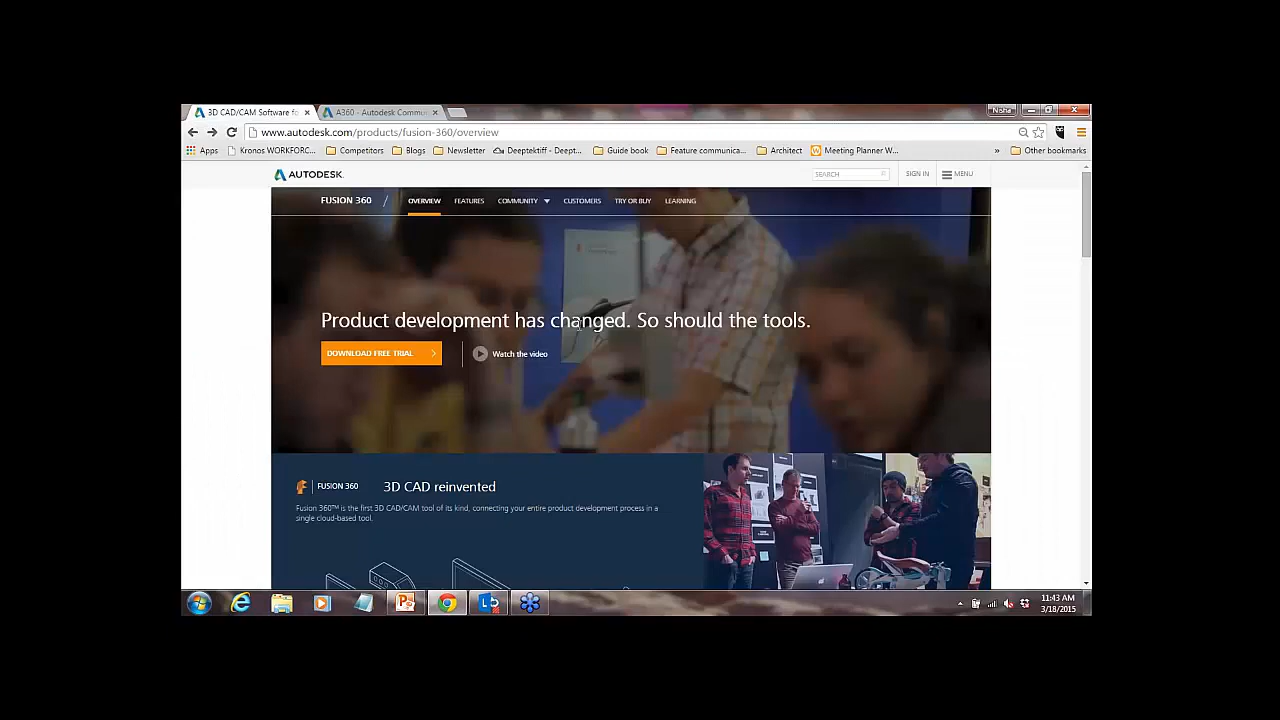 3D CAD/CAM Software fo
A360 - Autodesk Commu
Nisha
www.autodesk.com/products/fusion-360/overview
Apps
Kronos WORKFORC...
Competitors
Blogs
Newsletter
Deeptektiff - Deept...
Guide book
Feature communica...
Architect
Meeting Planner W...
»
Other bookmarks
AUTODESK.
SEARCH
SIGN IN
MENU
FUSION 360 /
OVERVIEW
FEATURES
COMMUNITY
CUSTOMERS
TRY OR BUY
LEARNING
Product development has changed. So should the tools.
DOWNLOAD FREE TRIAL
Watch the video
FUSION 360
3D CAD reinvented
Fusion 360™ is the first 3D CAD/CAM tool of its kind, connecting your entire product development process in a
single cloud-based tool.
11:43 AM
3/18/2015